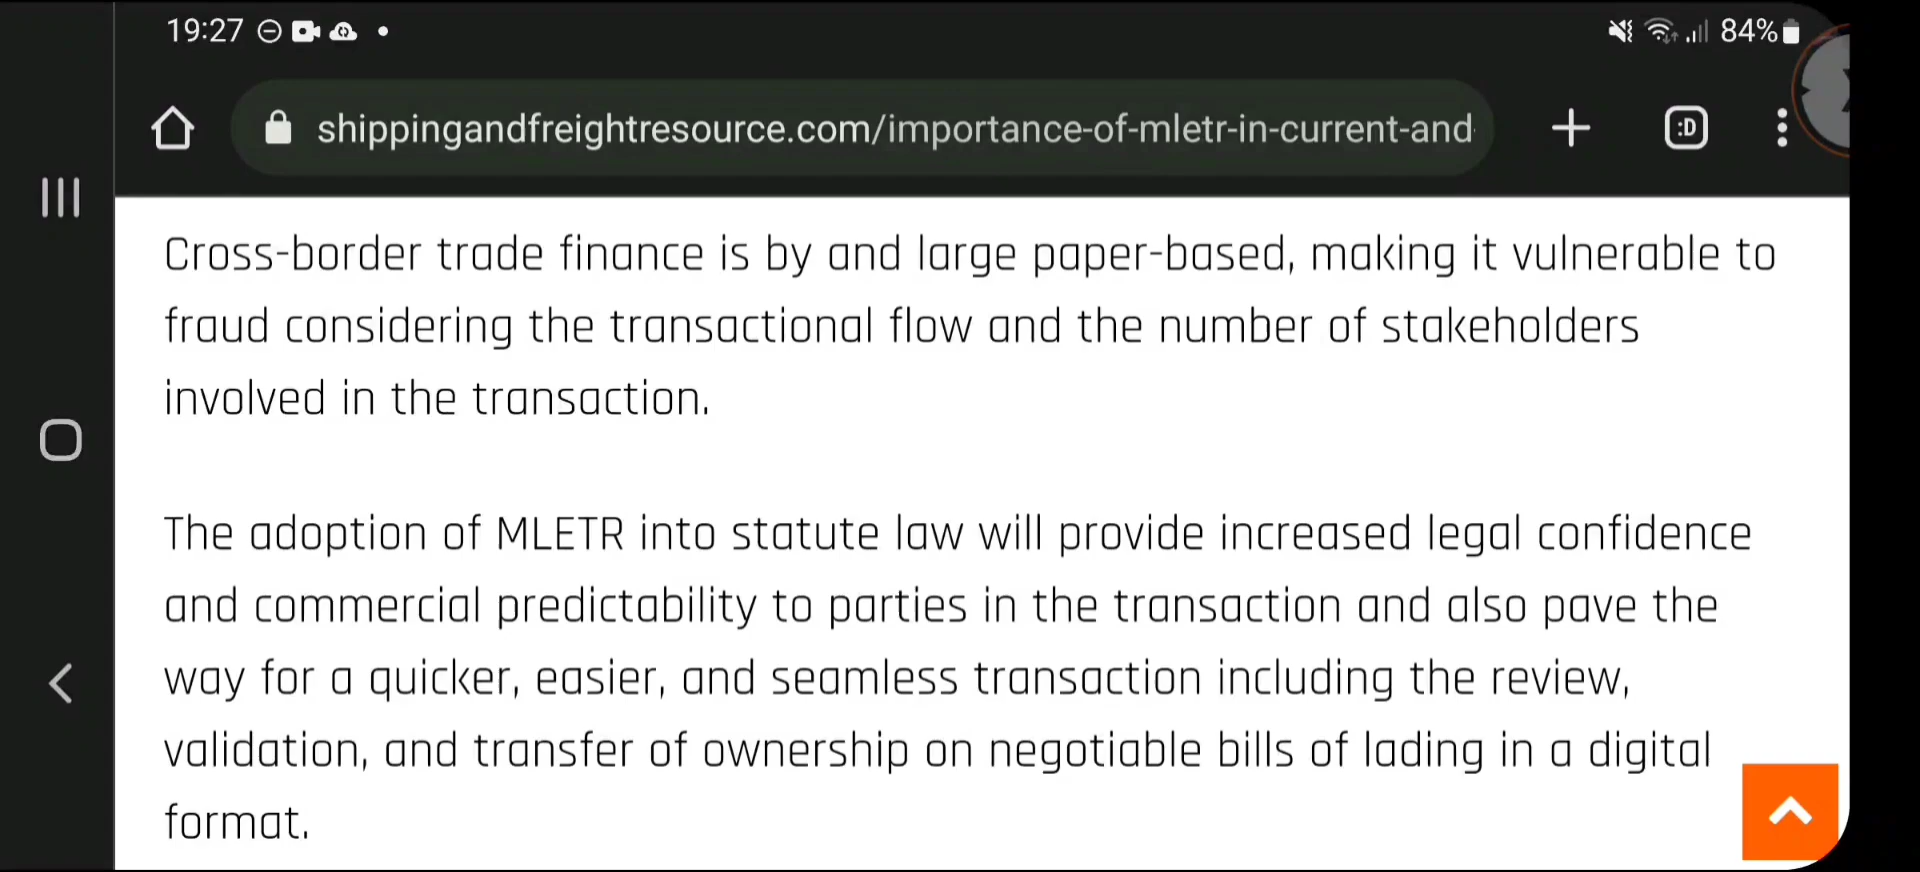 19:27
84%
shippingandfreightresource.com/importance-of-mletr-in-current-and
:D
Cross-border trade finance is by and large paper-based, making it vulnerable to
fraud considering the transactional flow and the number of stakeholders
involved in the transaction.
The adoption of MLETR into statute law will provide increased legal confidence
and commercial predictability to parties in the transaction and also pave the
way for a quicker, easier, and seamless transaction including the review,
validation, and transfer of ownership on negotiable bills of lading in a digital
format.